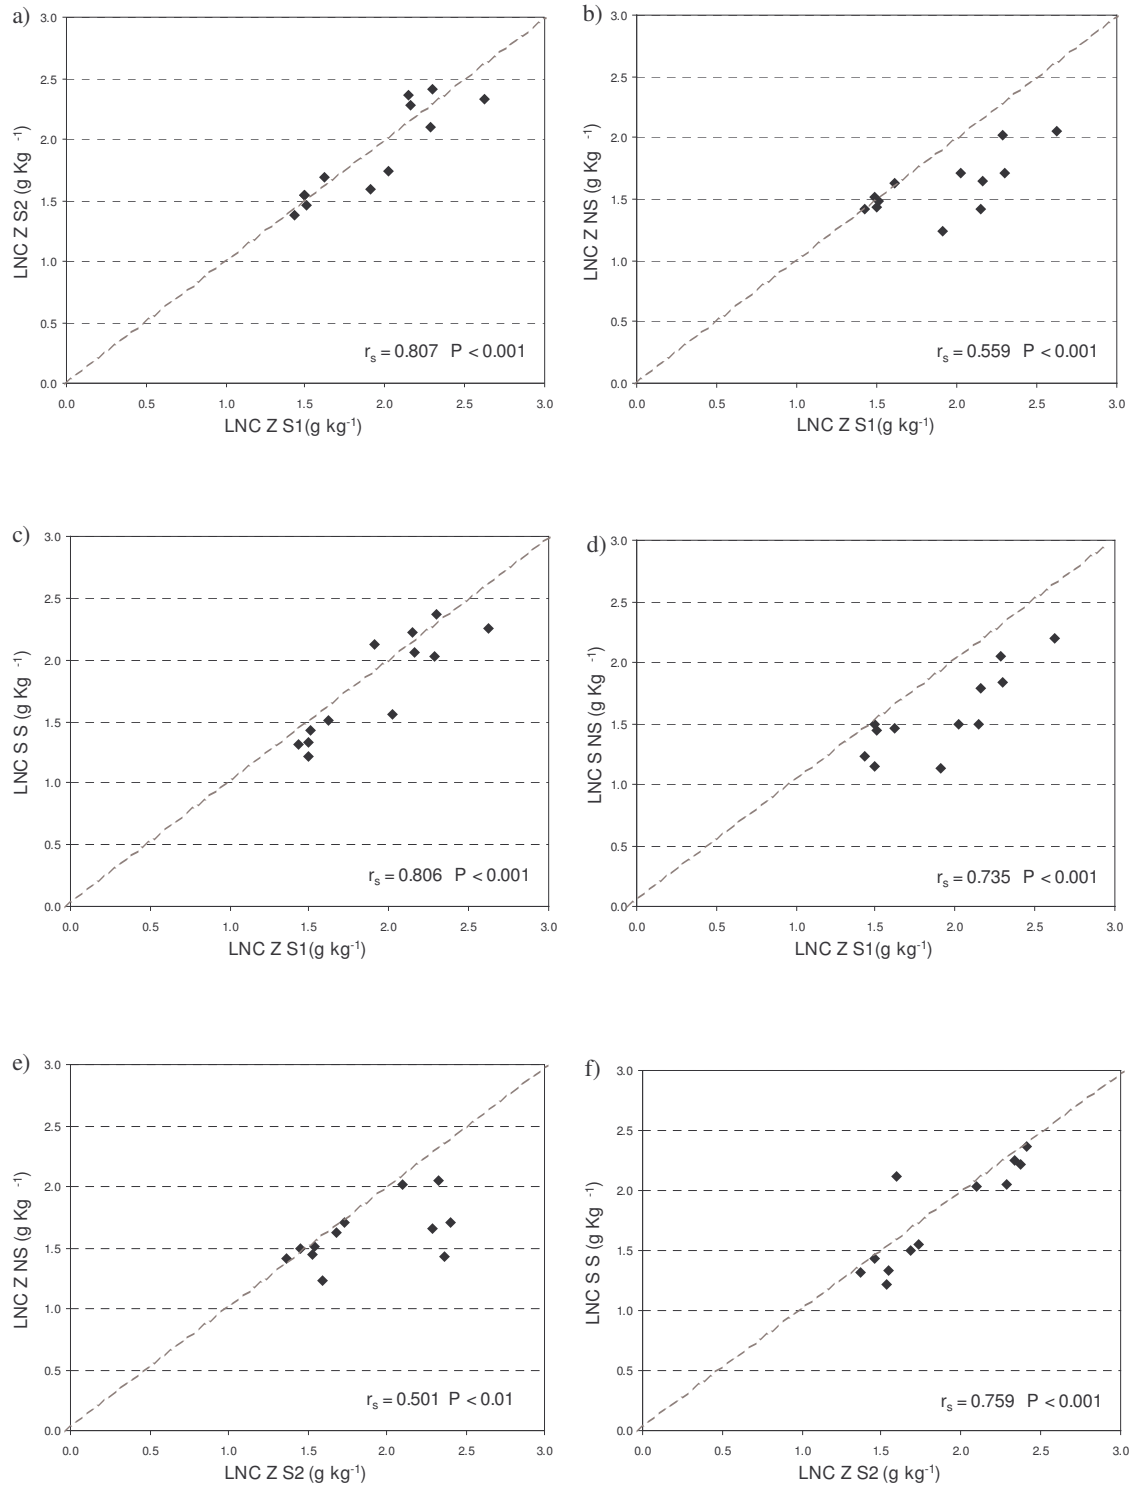 a)
3.0
2.5
2.0
1.5
1.0
0.5
0.0
LNC Z S2 (g Kg ⁻¹)
rₛ = 0.807 P < 0.001
0.0 0.5 1.0 1.5 2.0 2.5 3.0
LNC Z S1(g kg⁻¹)
b)
3.0
2.5
2.0
1.5
1.0
0.5
0.0
LNC Z NS (g Kg ⁻¹)
rₛ = 0.559 P < 0.001
0.0 0.5 1.0 1.5 2.0 2.5 3.0
LNC Z S1(g kg⁻¹)
c)
3.0
2.5
2.0
1.5
1.0
0.5
0.0
LNC S S (g Kg ⁻¹)
rₛ = 0.806 P < 0.001
0.0 0.5 1.0 1.5 2.0 2.5 3.0
LNC Z S1(g kg⁻¹)
d)
3.0
2.5
2.0
1.5
1.0
0.5
0.0
LNC S NS (g Kg ⁻¹)
rₛ = 0.735 P < 0.001
0.0 0.5 1.0 1.5 2.0 2.5 3.0
LNC Z S1(g kg⁻¹)
e)
3.0
2.5
2.0
1.5
1.0
0.5
0.0
LNC Z NS (g Kg ⁻¹)
rₛ = 0.501 P < 0.01
0.0 0.5 1.0 1.5 2.0 2.5 3.0
LNC Z S2 (g kg⁻¹)
f)
3.0
2.5
2.0
1.5
1.0
0.5
0.0
LNC S S (g Kg ⁻¹)
rₛ = 0.759 P < 0.001
0.0 0.5 1.0 1.5 2.0 2.5 3.0
LNC Z S2 (g kg⁻¹)